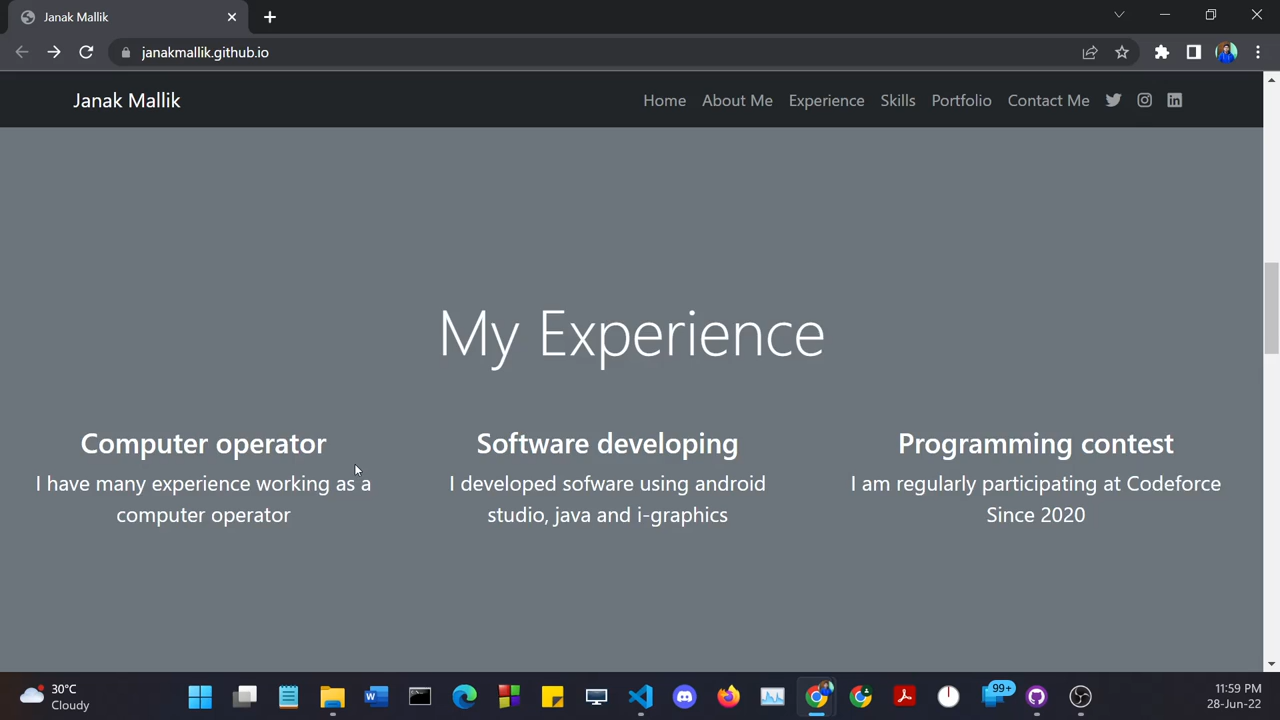 Janak Mallik
janakmallik.github.io
Janak Mallik
Home About Me Experience Skills Portfolio Contact Me
My Experience
Computer operator
I have many experience working as a
computer operator
Software developing
I developed sofware using android
studio, java and i-graphics
Programming contest
I am regularly participating at Codeforce
Since 2020
30°C
Cloudy
99+
11:59 PM
28-Jun-22